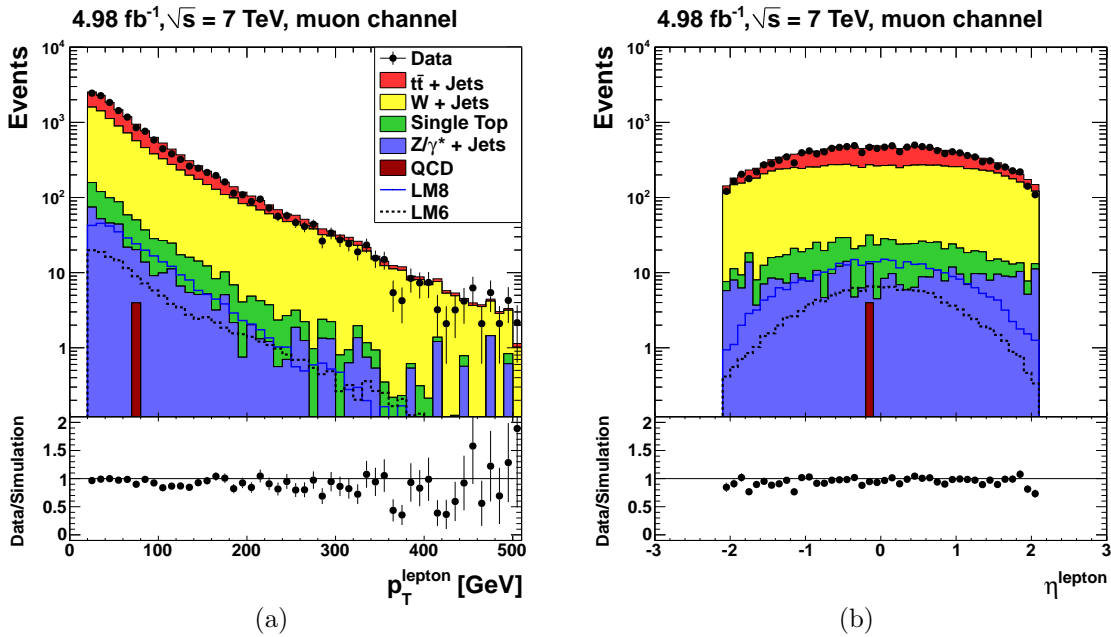 4.98 fb⁻¹,√s = 7 TeV, muon channel
Events
10⁴
10³
10²
10
1
Data
tt̄ + Jets
W + Jets
Single Top
Z/γ* + Jets
QCD
LM8
LM6
Data/Simulation
2
1.5
1
0.5
0
0 100 200 300 400 500
p_T^lepton [GeV]
(a)
4.98 fb⁻¹,√s = 7 TeV, muon channel
Events
10⁴
10³
10²
10
1
Data/Simulation
2
1.5
1
0.5
0
-3 -2 -1 0 1 2 3
η^lepton
(b)